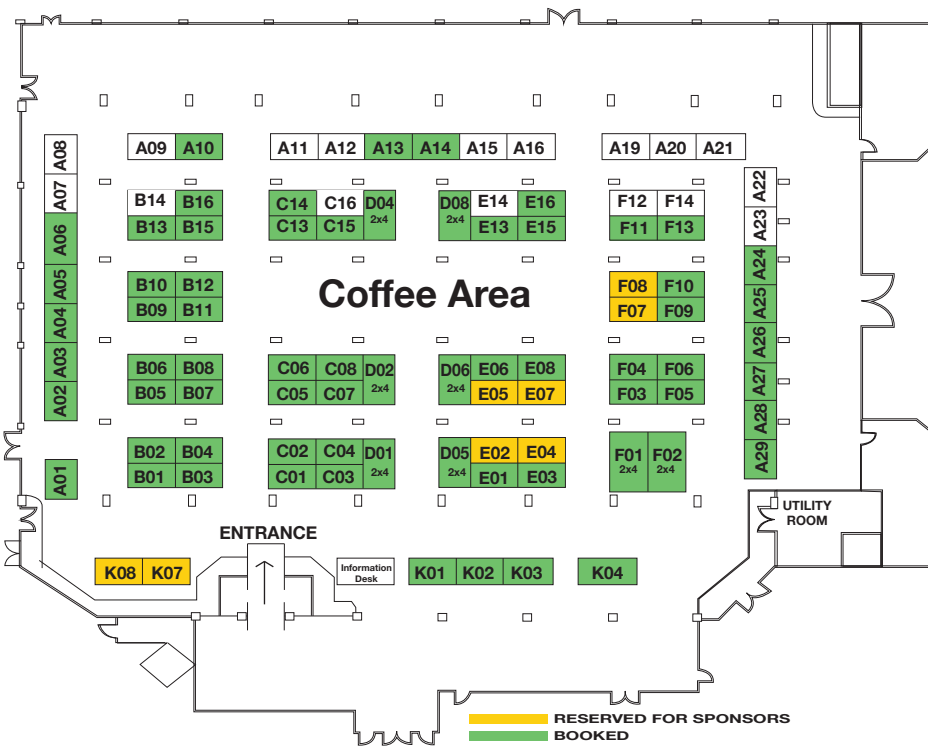 A08
A07
A06
A05
A04
A03
A02
A01
A09 A10
A11 A12 A13 A14 A15 A16
A19 A20 A21
A22
A23
A24
A25
A26
A27
A28
A29
B14 B16
B13 B15
C14 C16 D04
C13 C15 2x4
D08 E14 E16
2x4 E13 E15
F12 F14
F11 F13
B10 B12
B09 B11
Coffee Area
F08 F10
F07 F09
B06 B08
B05 B07
C06 C08 D02
C05 C07 2x4
D06 E06 E08
2x4 E05 E07
F04 F06
F03 F05
B02 B04
B01 B03
C02 C04 D01
C01 C03 2x4
D05 E02 E04
2x4 E01 E03
F01 F02
2x4 2x4
UTILITY
ROOM
ENTRANCE
K08 K07
Information
Desk
K01 K02 K03
K04
RESERVED FOR SPONSORS
BOOKED